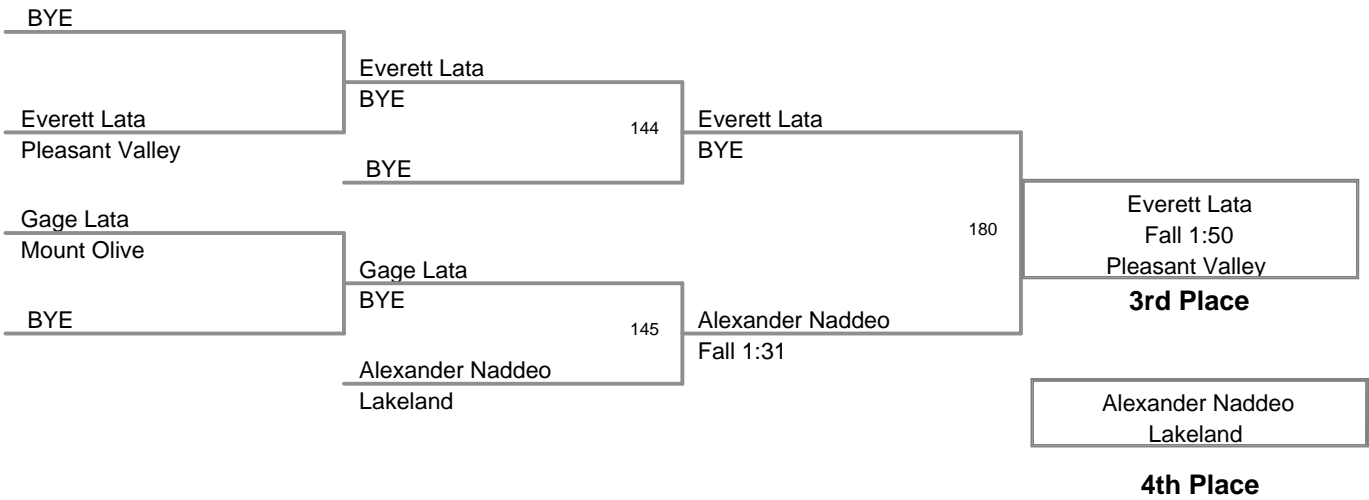 BYE
Everett Lata
Pleasant Valley
Gage Lata
Mount Olive
BYE
Everett Lata
BYE
144
BYE
Gage Lata
BYE
145
Alexander Naddeo
Lakeland
Everett Lata
BYE
180
Alexander Naddeo
Fall 1:31
Everett Lata
Fall 1:50
Pleasant Valley
3rd Place
Alexander Naddeo
Lakeland
4th Place